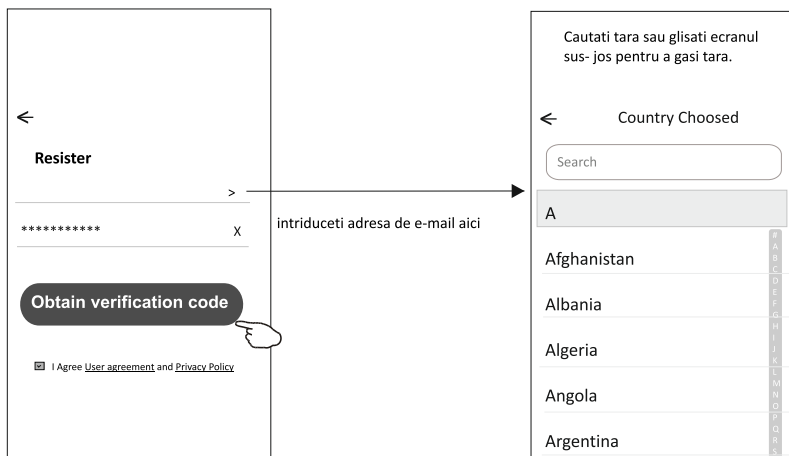 Resister
>
***********
X
Obtain verification code
I Agree User agreement and Privacy Policy
intriduceti adresa de e-mail aici
Cautati tara sau glisati ecranul
sus- jos pentru a gasi tara.
Country Choosed
Search
A
Afghanistan
Albania
Algeria
Angola
Argentina
#
A
B
C
D
E
F
G
H
I
J
K
L
M
N
O
P
Q
R
S